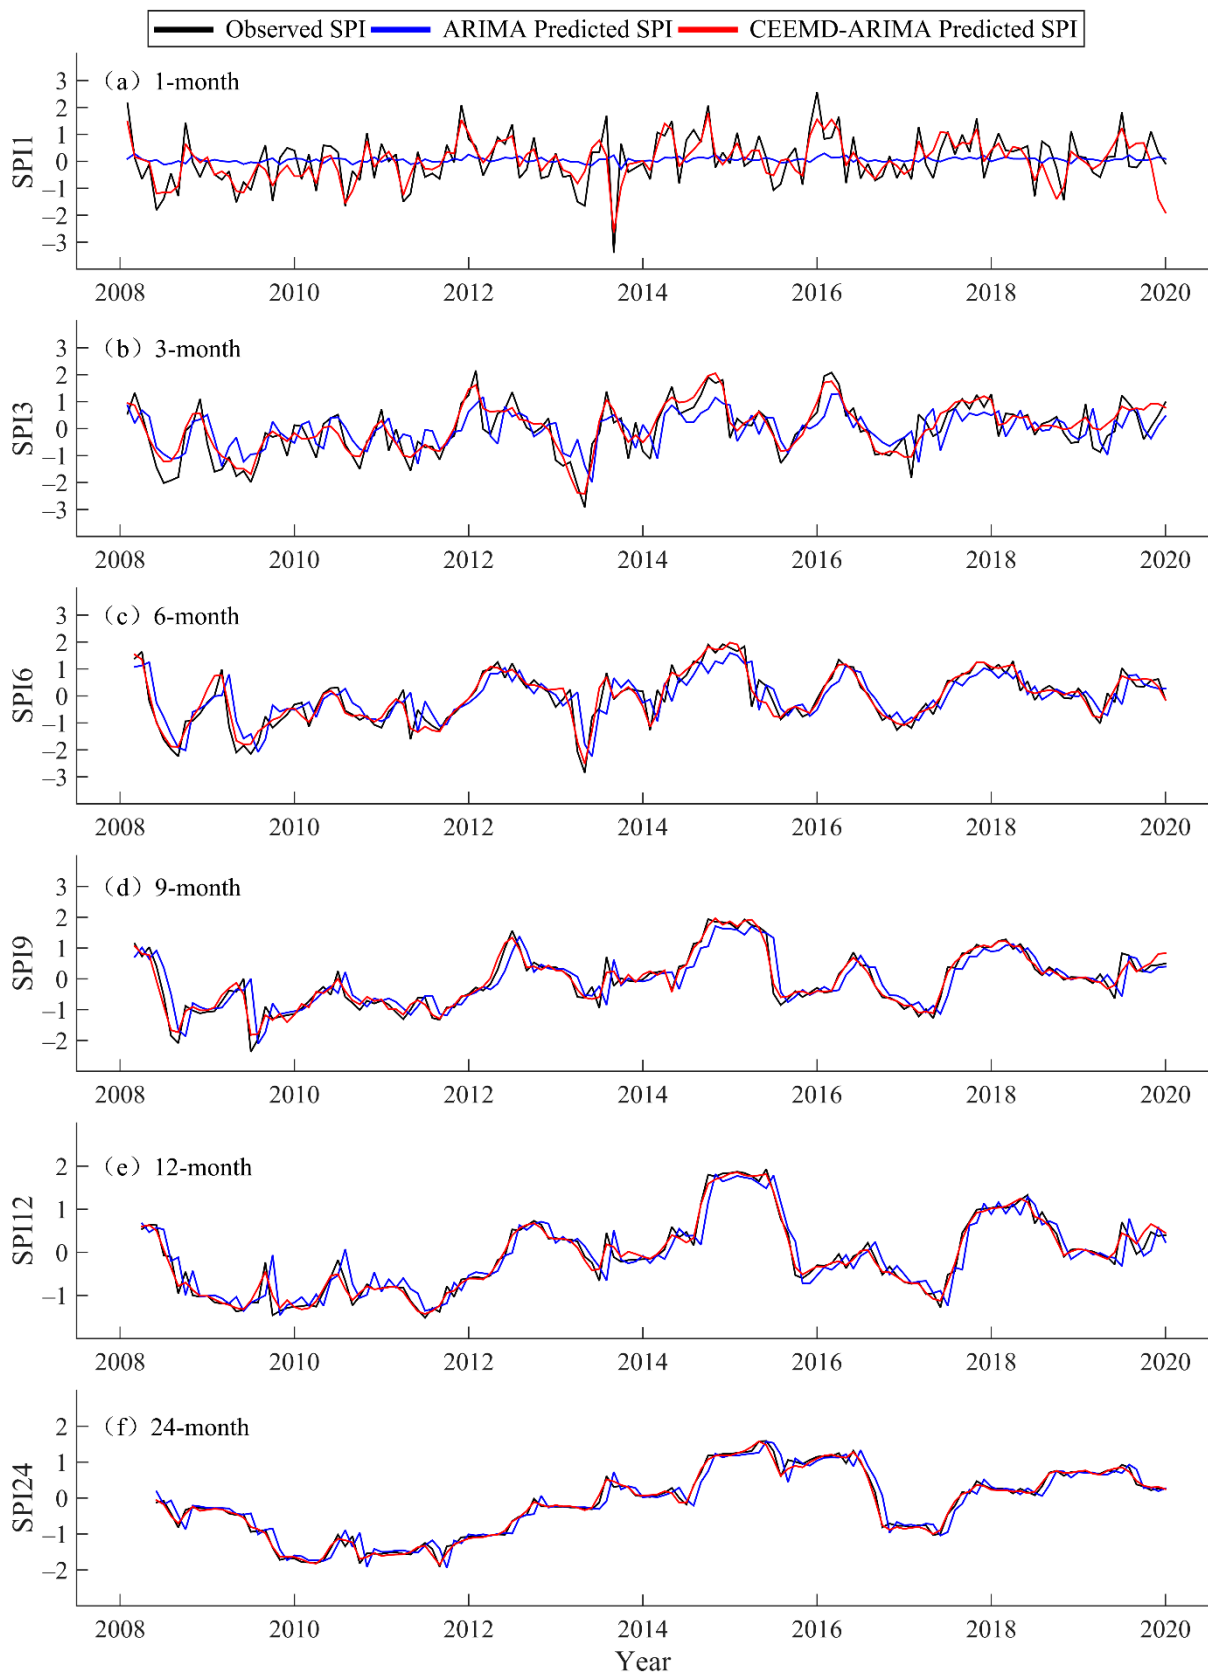 Observed SPI ARIMA Predicted SPI CEEMD-ARIMA Predicted SPI
（a）1-month
3
2
1
0
−1
−2
−3
SPI1
2008 2010 2012 2014 2016 2018 2020
（b）3-month
3
2
1
0
−1
−2
−3
SPI3
2008 2010 2012 2014 2016 2018 2020
（c）6-month
3
2
1
0
−1
−2
−3
SPI6
2008 2010 2012 2014 2016 2018 2020
（d）9-month
3
2
1
0
−1
−2
SPI9
2008 2010 2012 2014 2016 2018 2020
（e）12-month
2
1
0
−1
SPI12
2008 2010 2012 2014 2016 2018 2020
（f）24-month
2
1
0
−1
−2
SPI24
2008 2010 2012 2014 2016 2018 2020
Year